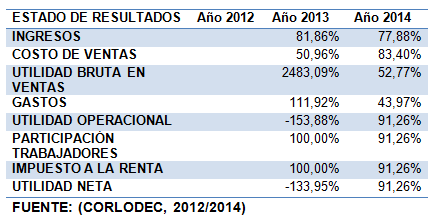 ESTADO DE RESULTADOS Año 2012 Año 2013 Año 2014
INGRESOS 81,86% 77,88%
COSTO DE VENTAS 50,96% 83,40%
UTILIDAD BRUTA EN 2483,09% 52,77%
VENTAS
GASTOS 111,92% 43,97%
UTILIDAD OPERACIONAL -153,88% 91,26%
PARTICIPACIÓN 100,00% 91,26%
TRABAJADORES
IMPUESTO A LA RENTA 100,00% 91,26%
UTILIDAD NETA -133,95% 91,26%
FUENTE: (CORLODEC, 2012/2014)